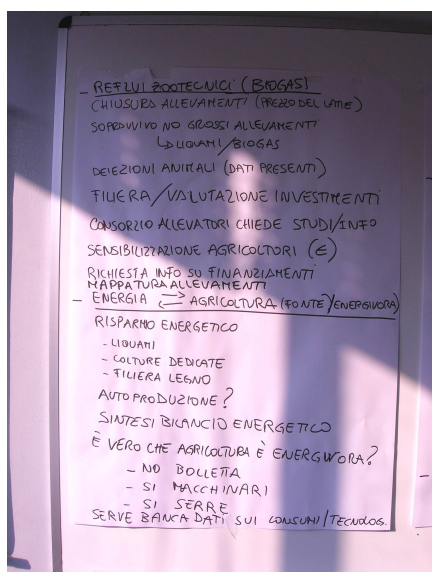 - REFLUI ZOOTECNICI (BIOGAS)
CHIUSURA ALLEVAMENTI (PREZZO DEL LATTE)
SOPRAVVIVONO GROSSI ALLEVAMENTI
↳ LIQUAMI/BIOGAS
DEIEZIONI ANIMALI (DATI PRESENTI)
FILIERA/VALUTAZIONE INVESTIMENTI
CONSORZIO ALLEVATORI CHIEDE STUDI/INFO
SENSIBILIZZAZIONE AGRICOLTORI (€)
RICHIESTA INFO SU FINANZIAMENTI
MAPPATURA ALLEVAMENTI
- ENERGIA ⇄ AGRICOLTURA (FONTE)/ENERGIVORA)
RISPARMIO ENERGETICO
- LIQUAMI
- COLTURE DEDICATE
- FILIERA LEGNO
AUTOPRODUZIONE?
SINTESI BILANCIO ENERGETICO
È VERO CHE AGRICOLTURA È ENERGIVORA?
- NO BOLLETTA
- SI MACCHINARI
- SI SERRE
SERVE BANCA DATI SUI CONSUMI/TECNOLOG.